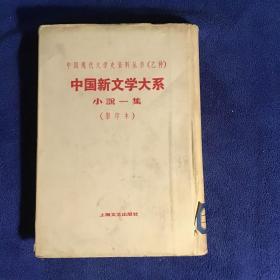 中国现代文学史资料丛书(乙种)
中国新文学大系
小說一集
(影印本)
上海文艺出版社